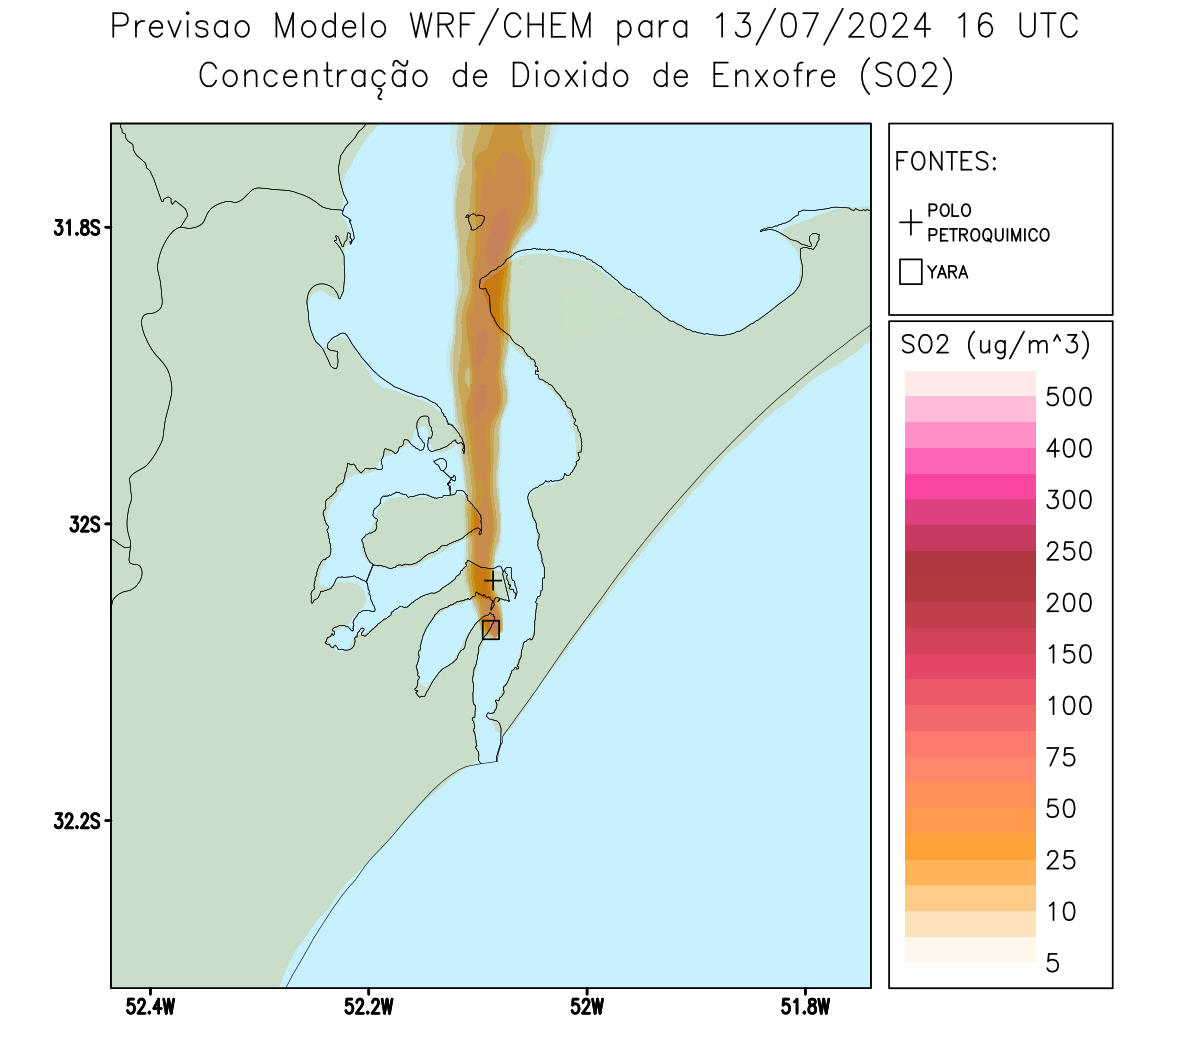 Previsao Modelo WRF/CHEM para 13/07/2024 16 UTC
Concentração de Dioxido de Enxofre (SO2)
FONTES:
POLO
PETROQUIMICO
YARA
SO2 (ug/m^3)
500
400
300
250
200
150
100
75
50
25
10
5
31.8S
32S
32.2S
52.4W
52.2W
52W
51.8W